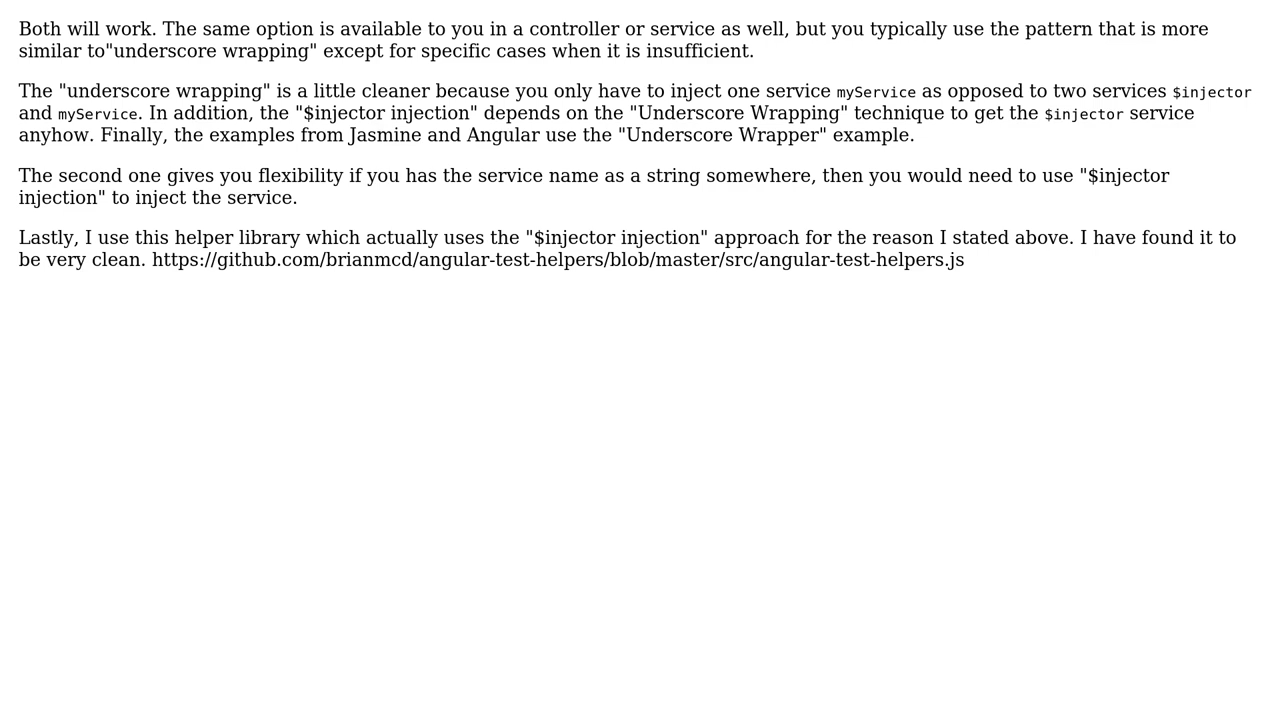 Both will work. The same option is available to you in a controller or service as well, but you typically use the pattern that is more
similar to"underscore wrapping" except for specific cases when it is insufficient.
The "underscore wrapping" is a little cleaner because you only have to inject one service myService as opposed to two services $injector
and myService. In addition, the "$injector injection" depends on the "Underscore Wrapping" technique to get the $injector service
anyhow. Finally, the examples from Jasmine and Angular use the "Underscore Wrapper" example.
The second one gives you flexibility if you has the service name as a string somewhere, then you would need to use "$injector
injection" to inject the service.
Lastly, I use this helper library which actually uses the "$injector injection" approach for the reason I stated above. I have found it to
be very clean. https://github.com/brianmcd/angular-test-helpers/blob/master/src/angular-test-helpers.js